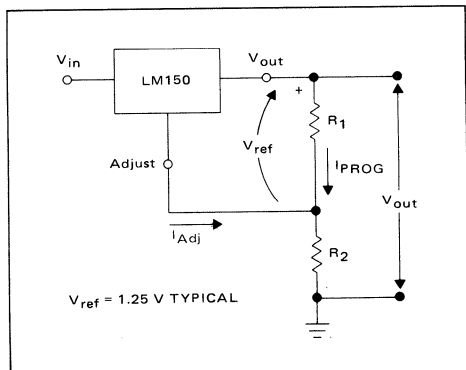 Vin
LM150
Vout
+
R1
Vref
IPROG
Adjust
Vout
IAdj
R2
Vref = 1.25 V TYPICAL